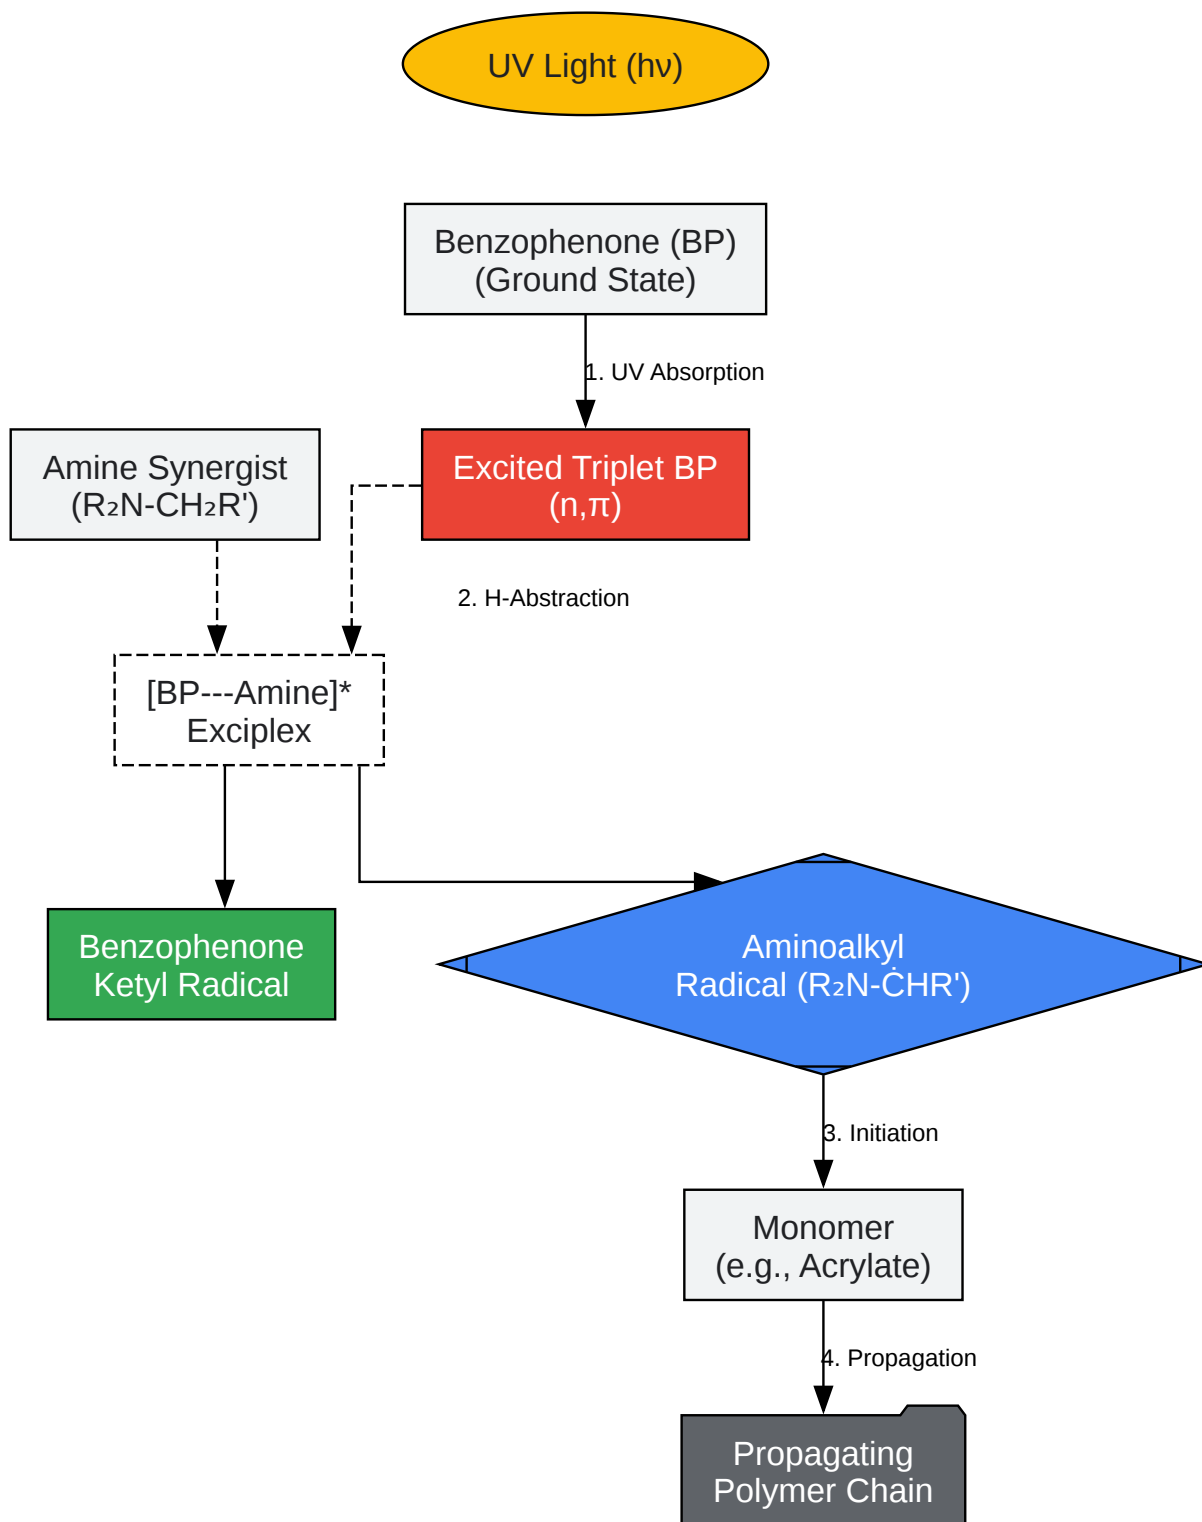 UV Light (hν)
Benzophenone (BP)
(Ground State)
1. UV Absorption
Amine Synergist
(R₂N-CH₂R')
Excited Triplet BP
(n,π)
2. H-Abstraction
[BP---Amine]*
Exciplex
Benzophenone
Ketyl Radical
Aminoalkyl
Radical (R₂N-ĊHR')
3. Initiation
Monomer
(e.g., Acrylate)
4. Propagation
Propagating
Polymer Chain